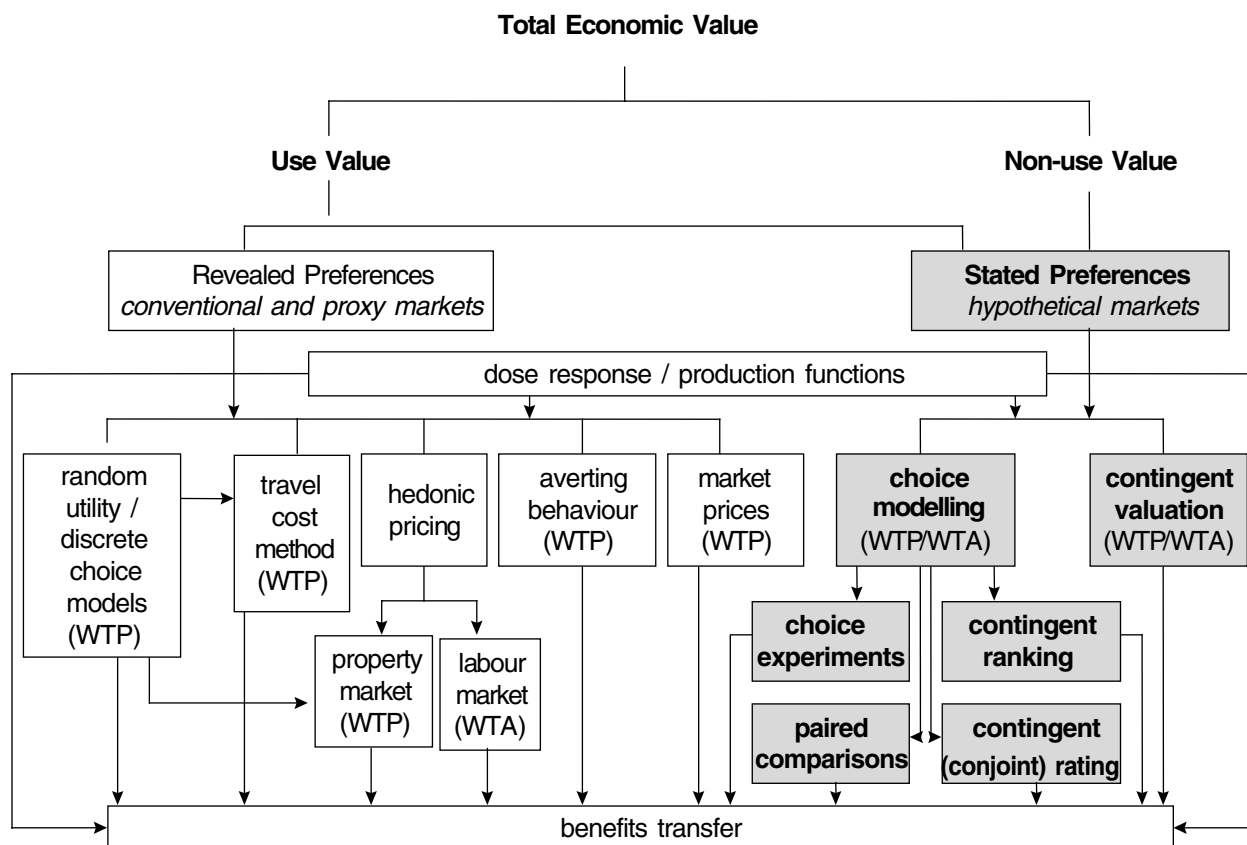 Total Economic Value
Use Value
Non-use Value
Revealed Preferences
conventional and proxy markets
Stated Preferences
hypothetical markets
dose response / production functions
random
utility /
discrete
choice
models
(WTP)
travel
cost
method
(WTP)
hedonic
pricing
averting
behaviour
(WTP)
market
prices
(WTP)
choice
modelling
(WTP/WTA)
contingent
valuation
(WTP/WTA)
property
market
(WTP)
labour
market
(WTA)
choice
experiments
contingent
ranking
paired
comparisons
contingent
(conjoint) rating
benefits transfer